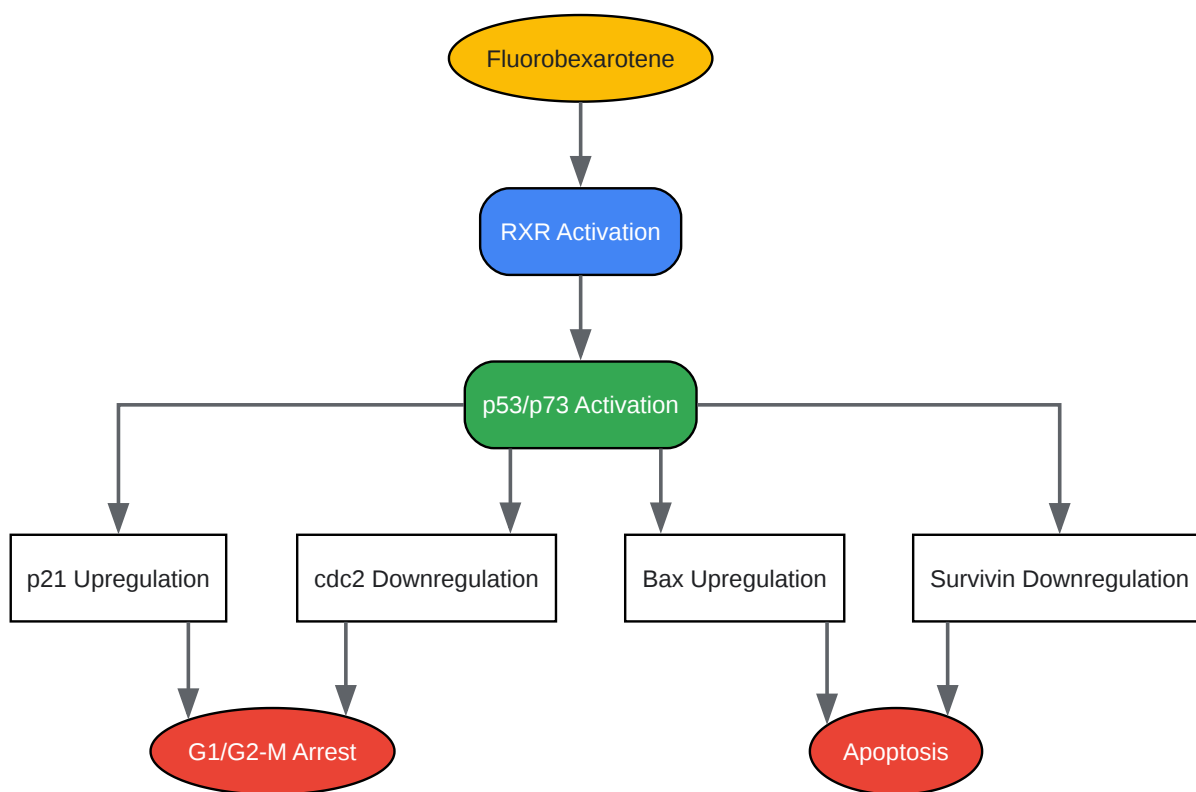 Fluorobexarotene
RXR Activation
p53/p73 Activation
p21 Upregulation
cdc2 Downregulation
Bax Upregulation
Survivin Downregulation
G1/G2-M Arrest
Apoptosis